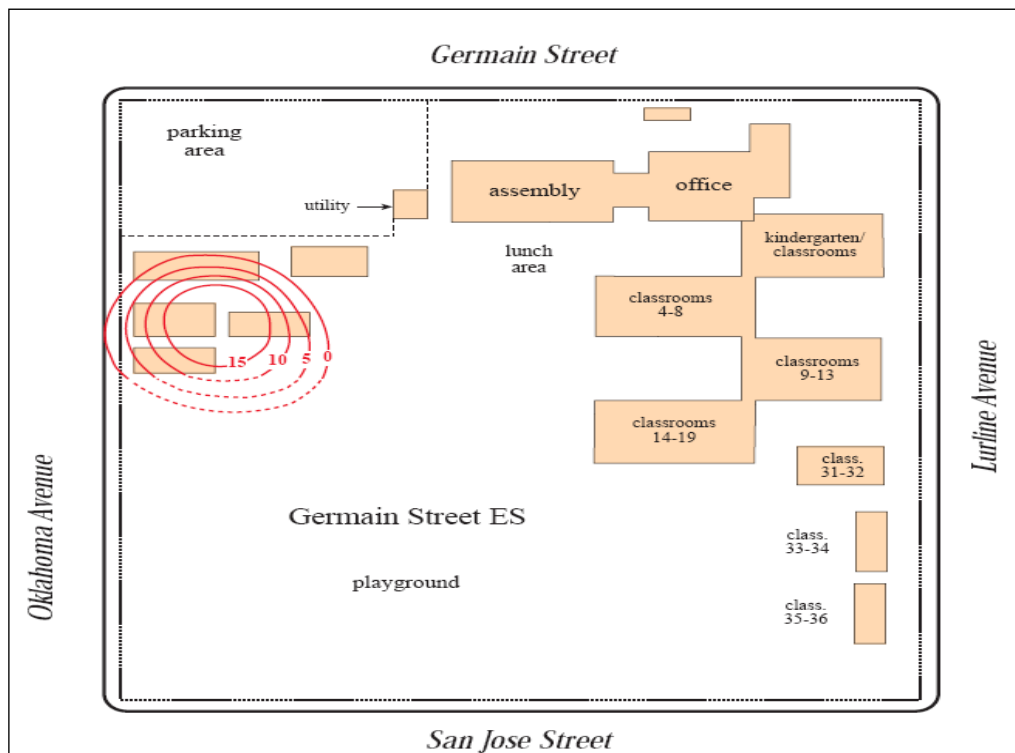 Germain Street
parking
area
utility
assembly
office
lunch
area
kindergarten/
classrooms
classrooms
4-8
classrooms
9-13
15 10 5 0
classrooms
14-19
class.
31-32
Germain Street ES
playground
class.
33-34
class.
35-36
Oklahoma Avenue
Lurline Avenue
San Jose Street